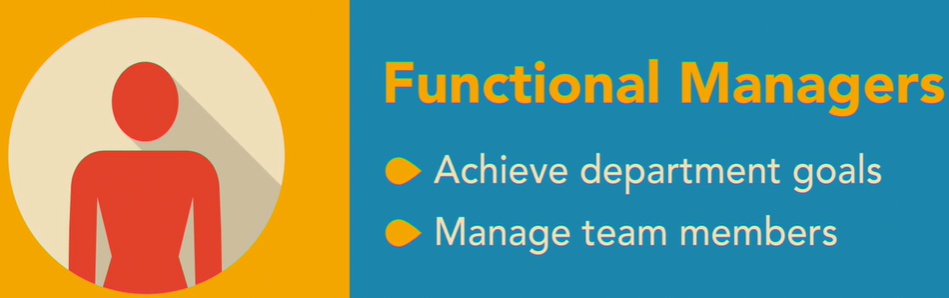 Functional Managers
Achieve department goals
Manage team members